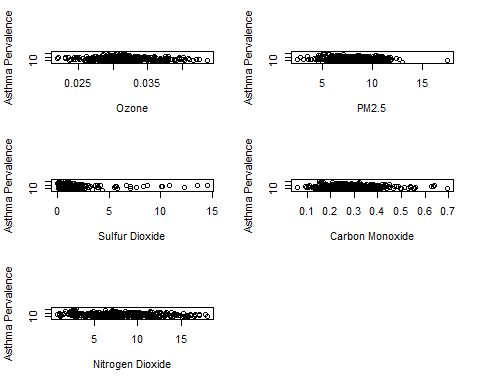 Asthma Pervalence
10
0.025 0.035
Ozone
Asthma Pervalence
10
5 10 15
PM2.5
Asthma Pervalence
10
0 5 10 15
Sulfur Dioxide
Asthma Pervalence
10
0.1 0.2 0.3 0.4 0.5 0.6 0.7
Carbon Monoxide
Asthma Pervalence
10
5 10 15
Nitrogen Dioxide